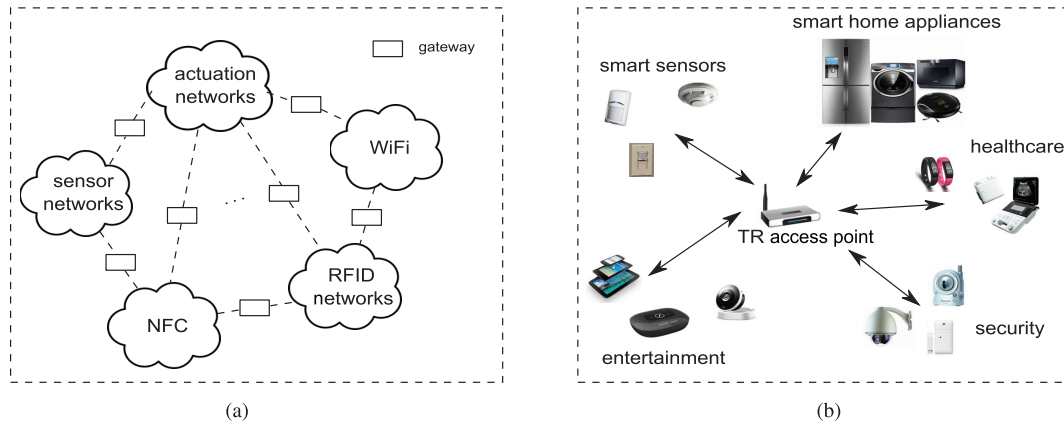 actuation
networks
gateway
WiFi
sensor
networks
. . .
RFID
networks
NFC
(a)
smart home appliances
smart sensors
healthcare
TR access point
security
entertainment
(b)